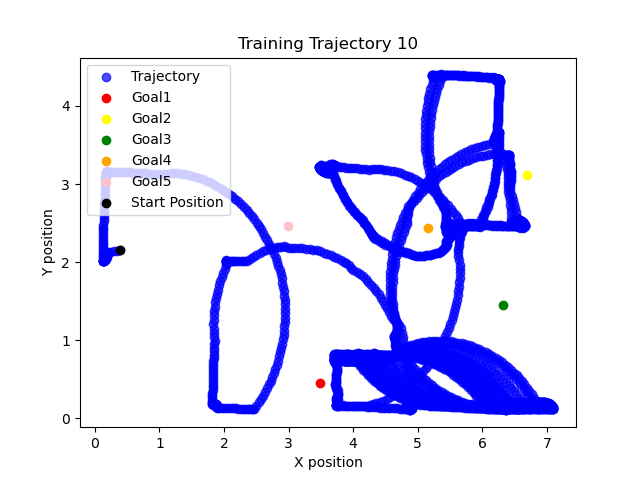 Training Trajectory 10
Trajectory
Goal1
Goal2
Goal3
Goal4
Goal5
Start Position
Y position
4
3
2
1
0
0 1 2 3 4 5 6 7
X position